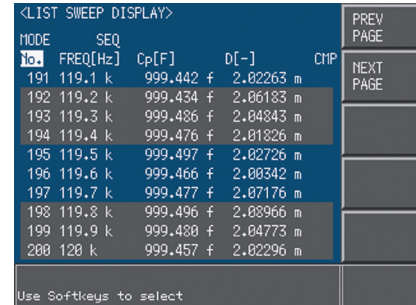 <LIST SWEEP DISPLAY>
MODE SEQ
No. FREQ[Hz] Cp[F] D[-] CMP
191 119.1 k 999.442 f 2.02263 m
192 119.2 k 999.434 f 2.06183 m
193 119.3 k 999.486 f 2.04843 m
194 119.4 k 999.476 f 2.01826 m
195 119.5 k 999.497 f 2.02726 m
196 119.6 k 999.466 f 2.00342 m
197 119.7 k 999.477 f 2.07176 m
198 119.8 k 999.496 f 2.08966 m
199 119.9 k 999.480 f 2.04773 m
200 120 k 999.457 f 2.02296 m
Use Softkeys to select
PREV
PAGE
NEXT
PAGE